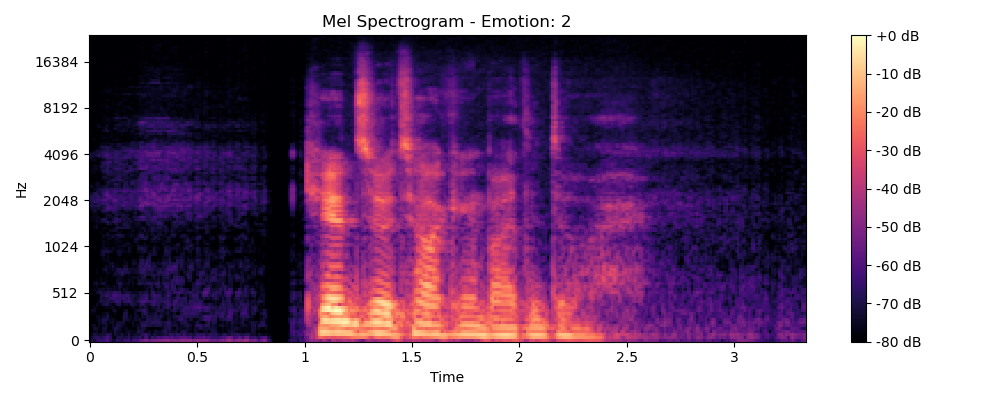 Mel Spectrogram - Emotion: 2
Hz
16384
8192
4096
2048
1024
512
0
0 0.5 1 1.5 2 2.5 3
Time
+0 dB
-10 dB
-20 dB
-30 dB
-40 dB
-50 dB
-60 dB
-70 dB
-80 dB